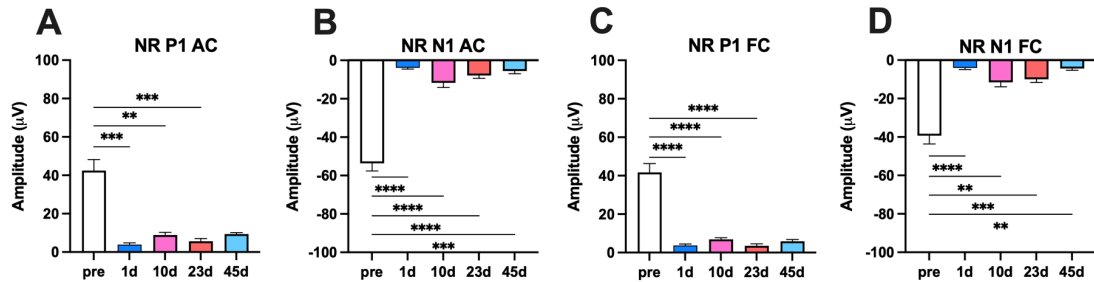 A
NR P1 AC
Amplitude (µV)
100
80
60
40
20
0
***
**
***
pre 1d 10d 23d 45d
B
NR N1 AC
Amplitude (µV)
0
-20
-40
-60
-80
-100
****
****
****
***
pre 1d 10d 23d 45d
C
NR P1 FC
Amplitude (µV)
100
80
60
40
20
0
****
****
****
pre 1d 10d 23d 45d
D
NR N1 FC
Amplitude (µV)
0
-20
-40
-60
-80
-100
****
**
***
**
pre 1d 10d 23d 45d